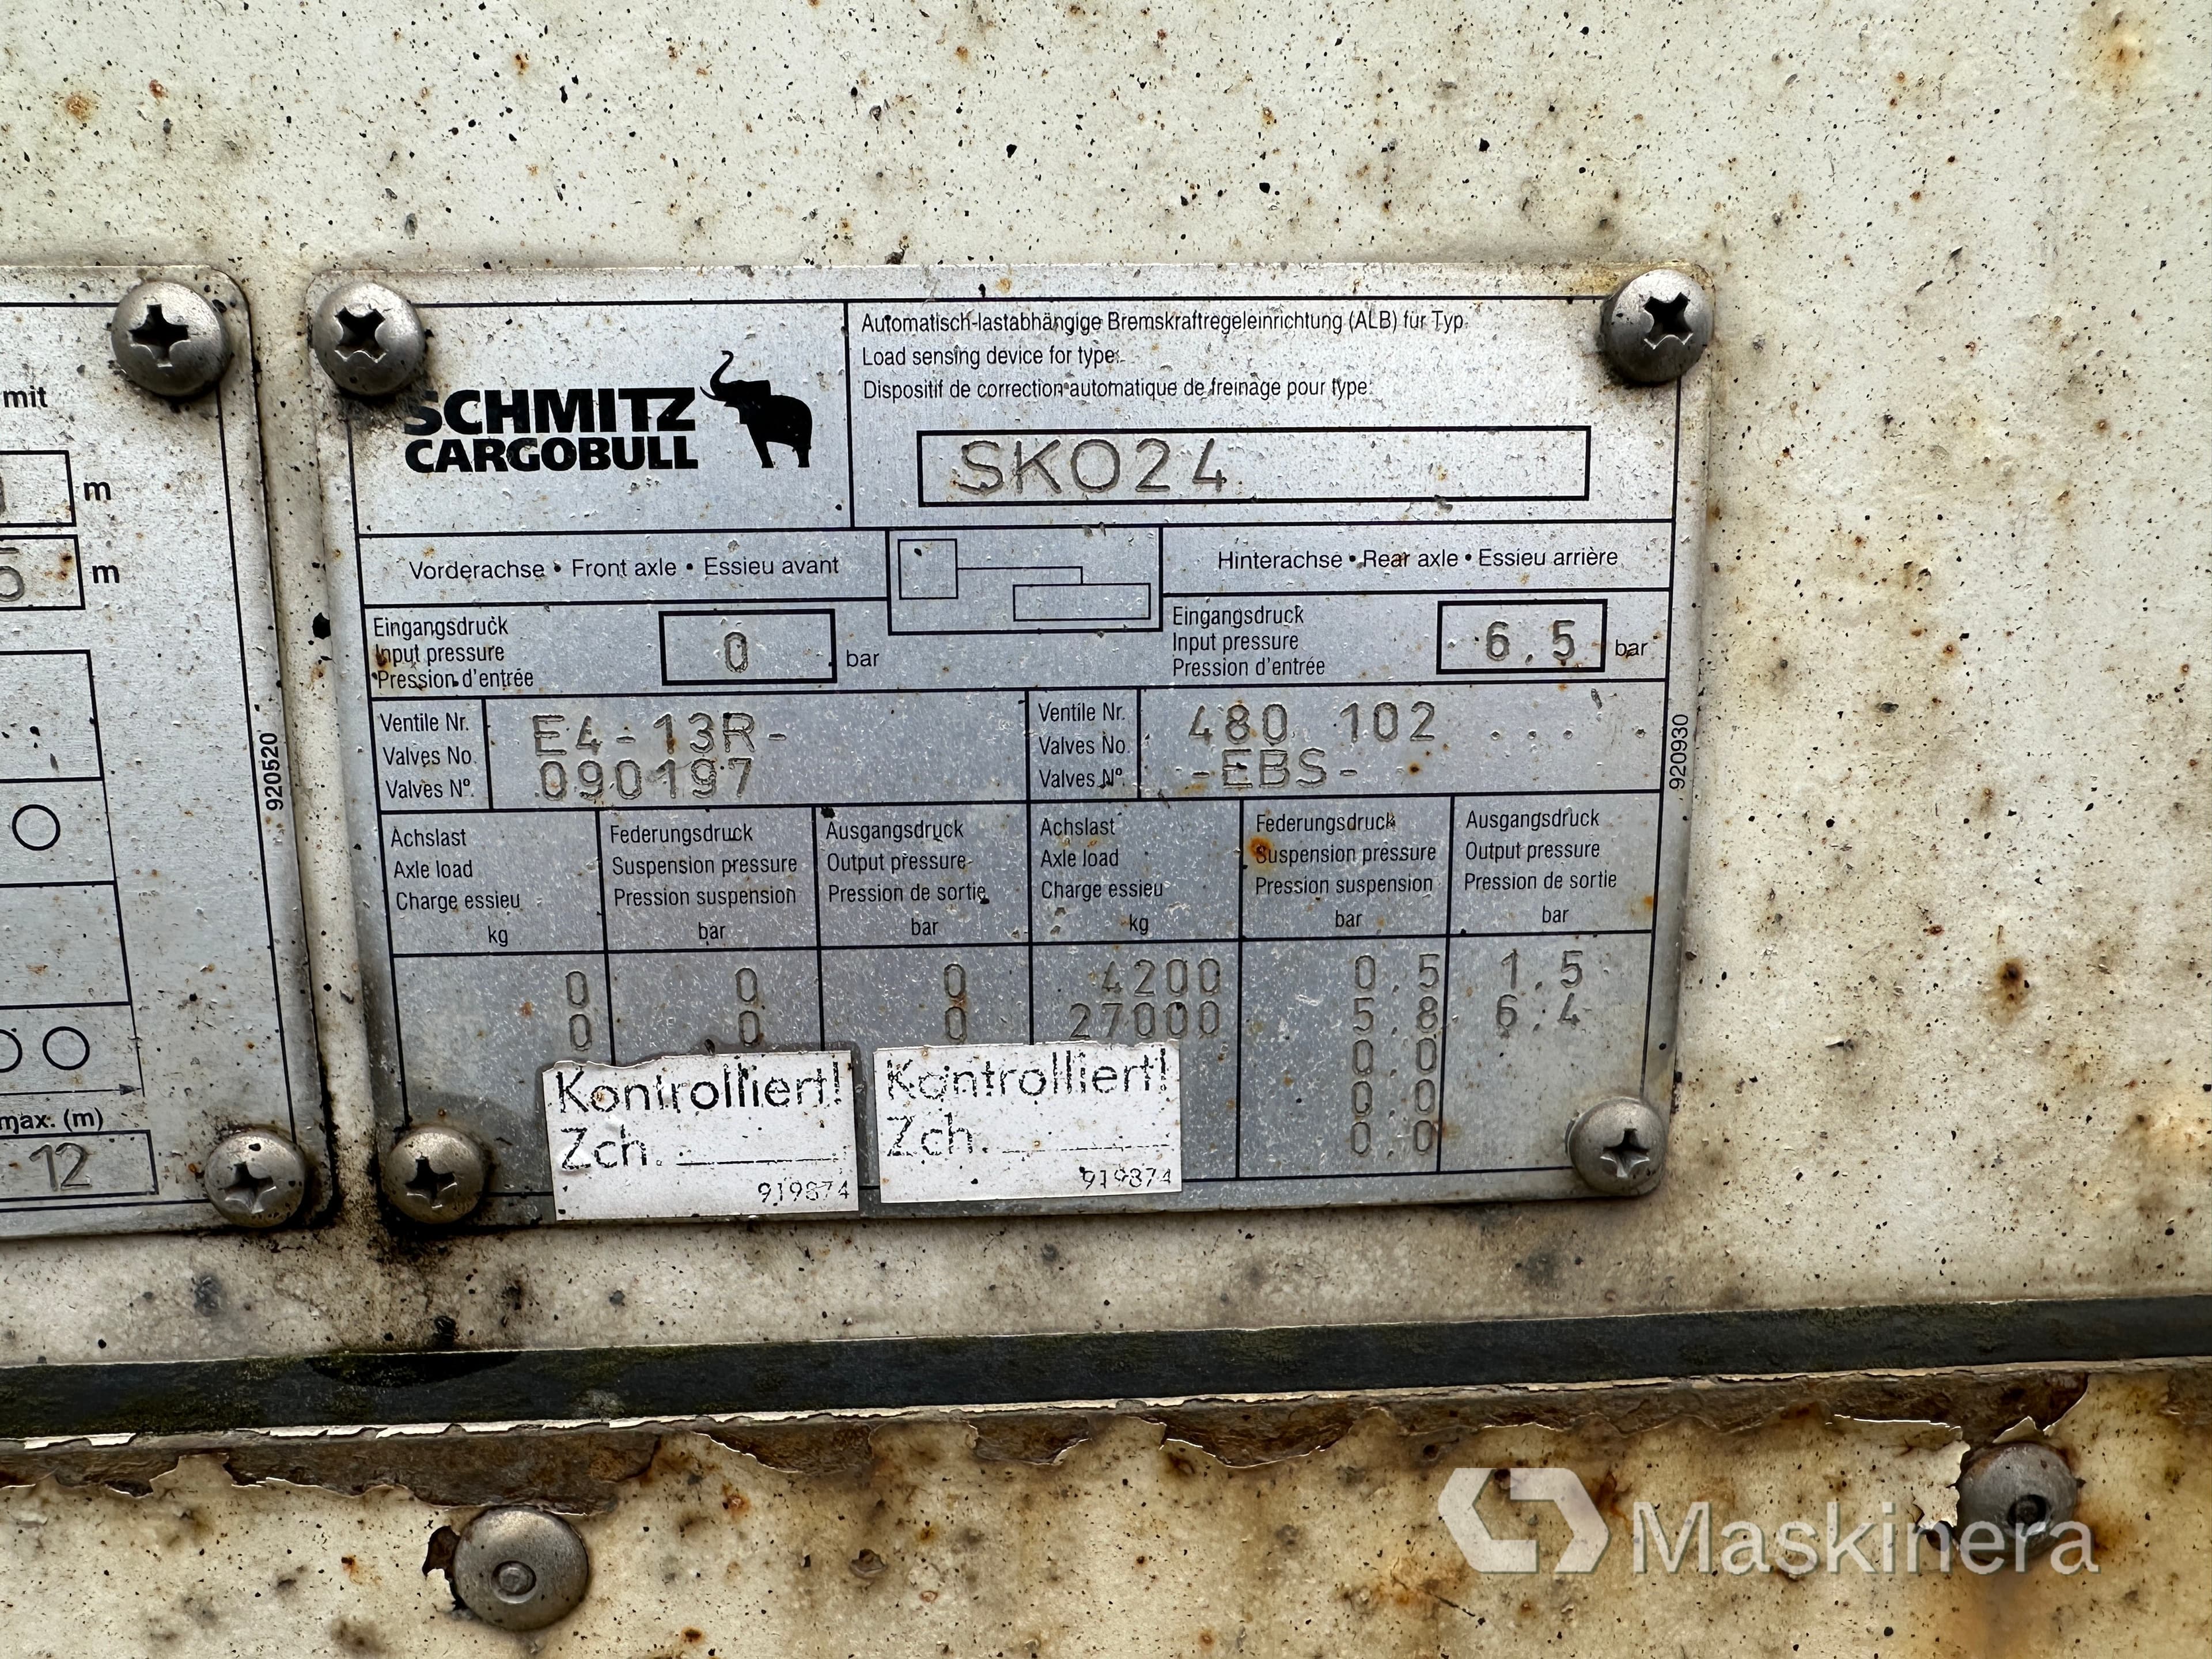 mit
m
5 m
920520
max. (m)
12
SCHMITZ
CARGOBULL
Automatisch-lastabhängige Bremskraftregeleinrichtung (ALB) für Typ:
Load sensing device for type:
Dispositif de correction automatique de freinage pour type:
SKO24
Vorderachse • Front axle • Essieu avant
Hinterachse • Rear axle • Essieu arrière
Eingangsdruck
Input pressure
Pression d'entrée
0 bar
Eingangsdruck
Input pressure
Pression d'entrée
6.5 bar
Ventile Nr.
Valves No.
Valves Nº.
E4-13R-
090197
Ventile Nr.
Valves No.
Valves Nº.
480 102 ... .
-EBS-
920930
Achslast
Axle load
Charge essieu
kg
Federungsdruck
Suspension pressure
Pression suspension
bar
Ausgangsdruck
Output pressure
Pression de sortie
bar
Achslast
Axle load
Charge essieu
kg
Federungsdruck
Suspension pressure
Pression suspension
bar
Ausgangsdruck
Output pressure
Pression de sortie
bar
0 0 0 4200 0.5 1.5
0 0 0 27000 5.8 6.4
0.0
0.0
0.0
Kontrolliert!
Zch.
919874
Kontrolliert!
Zch.
919874
Maskinera